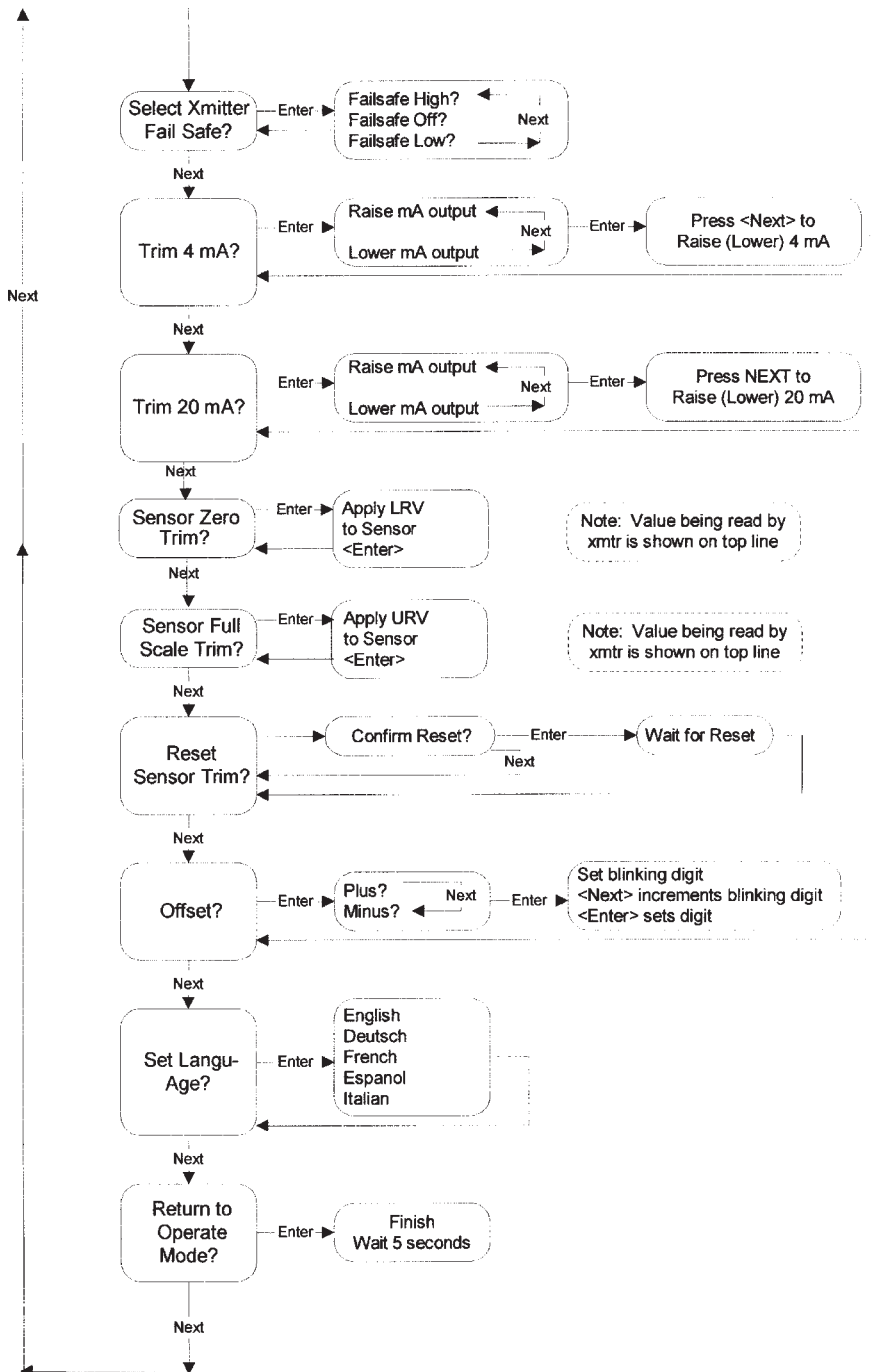 Select Xmitter
Fail Safe?
Enter
Failsafe High?
Failsafe Off?
Failsafe Low?
Next
Next
Trim 4 mA?
Enter
Raise mA output
Lower mA output
Next
Enter
Press <Next> to
Raise (Lower) 4 mA
Next
Next
Trim 20 mA?
Enter
Raise mA output
Lower mA output
Next
Enter
Press NEXT to
Raise (Lower) 20 mA
Next
Sensor Zero
Trim?
Enter
Apply LRV
to Sensor
<Enter>
Note: Value being read by
xmtr is shown on top line
Next
Sensor Full
Scale Trim?
Enter
Apply URV
to Sensor
<Enter>
Note: Value being read by
xmtr is shown on top line
Next
Reset
Sensor Trim?
Confirm Reset?
Enter
Next
Wait for Reset
Next
Offset?
Enter
Plus?
Minus?
Next
Enter
Set blinking digit
<Next> increments blinking digit
<Enter> sets digit
Next
Set Langu-
Age?
Enter
English
Deutsch
French
Espanol
Italian
Next
Return to
Operate
Mode?
Enter
Finish
Wait 5 seconds
Next